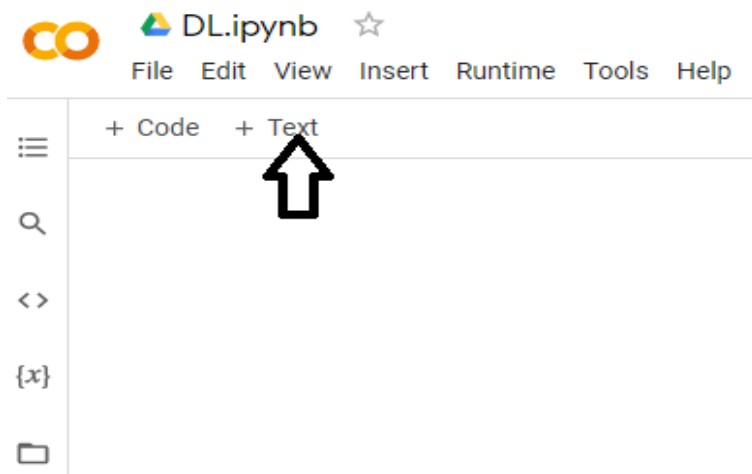 CO DL.ipynb
File Edit View Insert Runtime Tools Help
+ Code + Text
<>
{x}